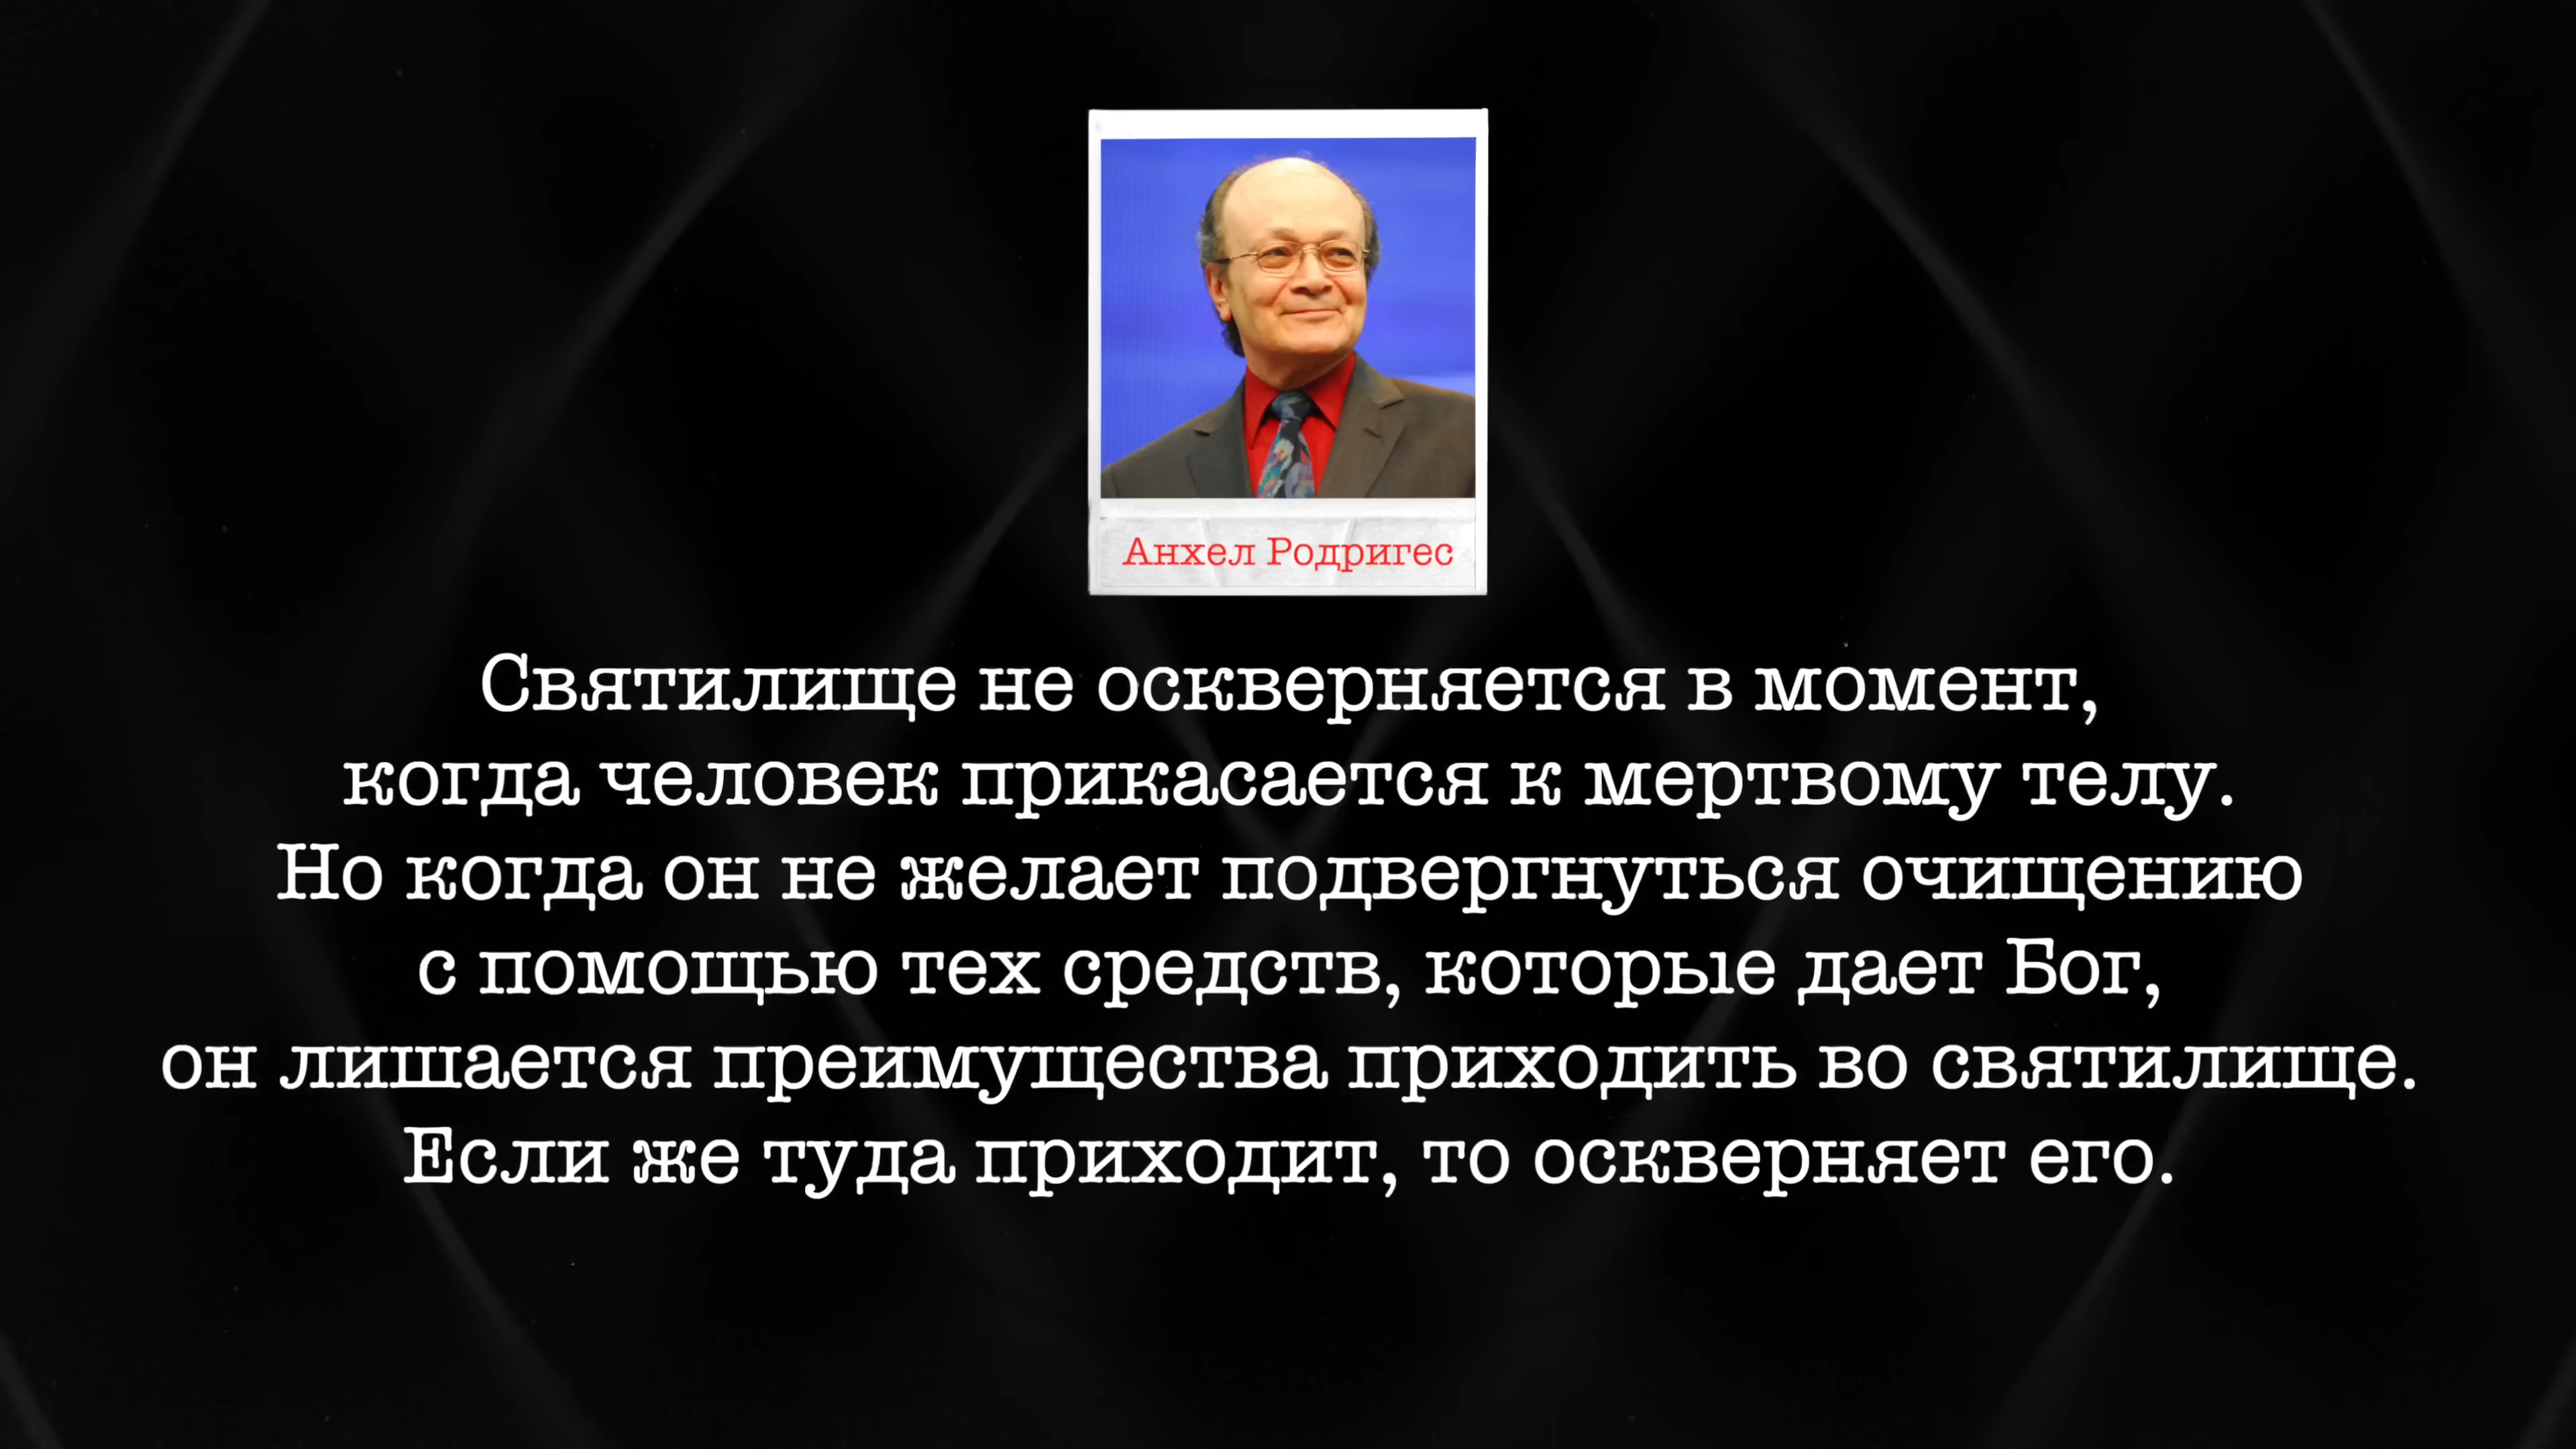 Анхел Родригес
Святилище не оскверняется в момент,
когда человек прикасается к мертвому телу.
Но когда он не желает подвергнуться очищению
с помощью тех средств, которые дает Бог,
он лишается преимущества приходить во святилище.
Если же туда приходит, то оскверняет его.